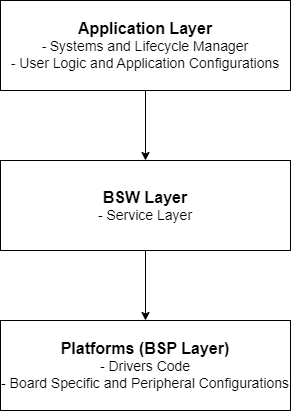 Application Layer
- Systems and Lifecycle Manager
- User Logic and Application Configurations
BSW Layer
- Service Layer
Platforms (BSP Layer)
- Drivers Code
- Board Specific and Peripheral Configurations